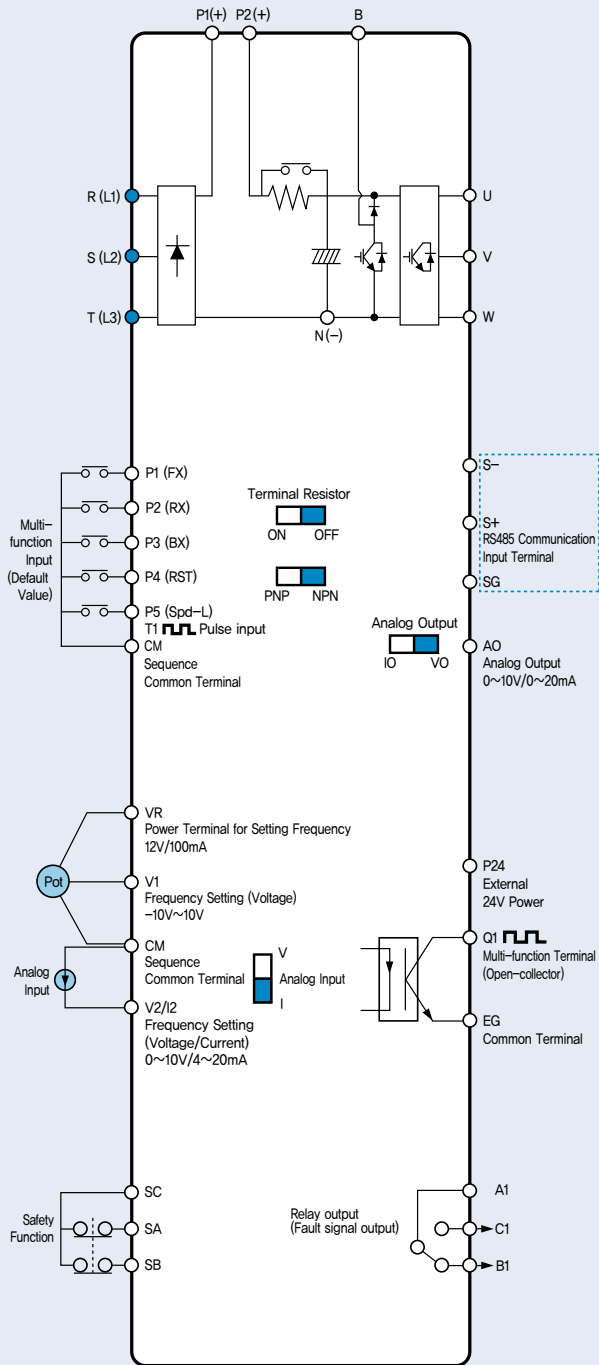 P1(+) P2(+) B
R (L1)
S (L2)
T (L3)
U
V
W
N (-)
Multi-
function
Input
(Default
Value)
P1 (FX)
P2 (RX)
P3 (BX)
P4 (RST)
P5 (Spd-L)
T1 Pulse input
CM
Sequence
Common Terminal
Terminal Resistor
ON OFF
PNP NPN
S-
S+
RS485 Communication
Input Terminal
SG
Analog Output
IO VO
AO
Analog Output
0~10V/0~20mA
VR
Power Terminal for Setting Frequency
12V/100mA
Pot
V1
Frequency Setting (Voltage)
-10V~10V
CM
Sequence
Common Terminal
Analog
Input
V2/I2
Frequency Setting
(Voltage/Current)
0~10V/4~20mA
V
Analog Input
I
P24
External
24V Power
Q1
Multi-function Terminal
(Open-collector)
EG
Common Terminal
Safety
Function
SC
SA
SB
Relay output
(Fault signal output)
A1
C1
B1